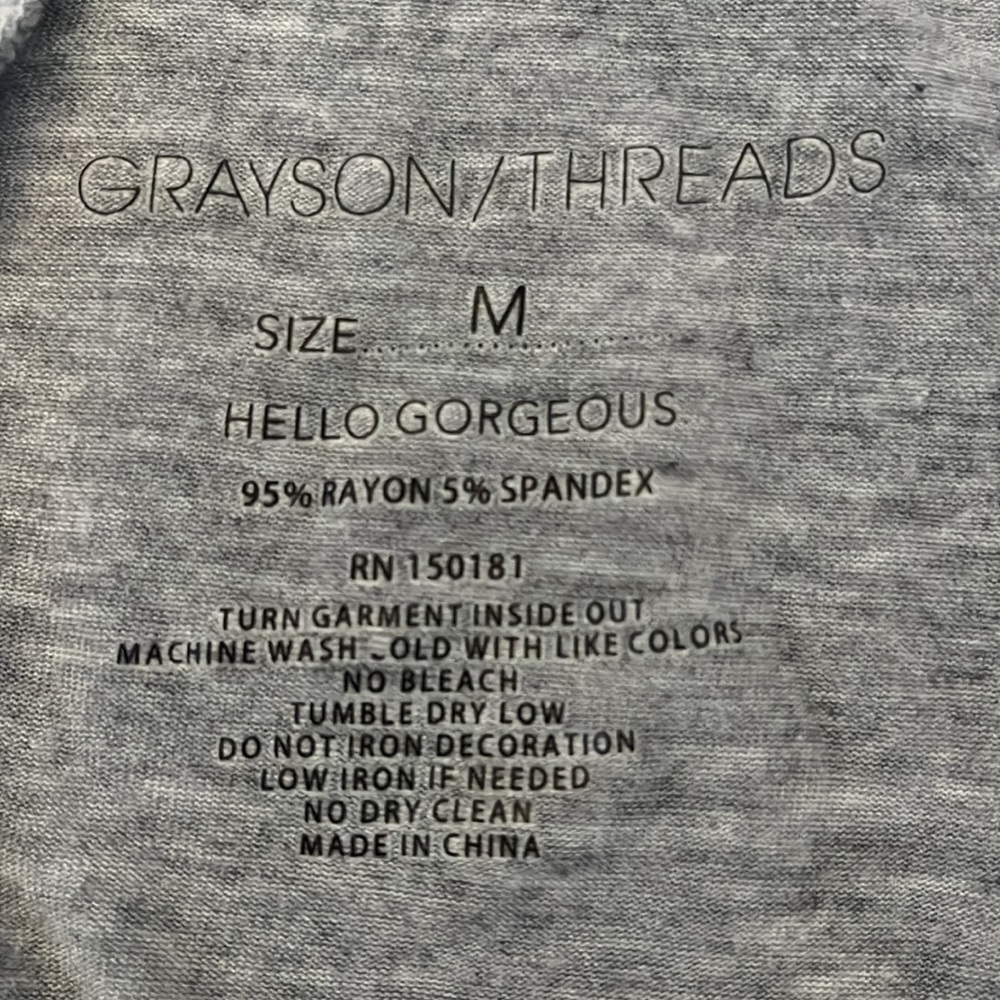 GRAYSON/THREADS
SIZE......M..................
HELLO GORGEOUS
95% RAYON 5% SPANDEX
RN 150181
TURN GARMENT INSIDE OUT
MACHINE WASH COLD WITH LIKE COLORS
NO BLEACH
TUMBLE DRY LOW
DO NOT IRON DECORATION
LOW IRON IF NEEDED
NO DRY CLEAN
MADE IN CHINA